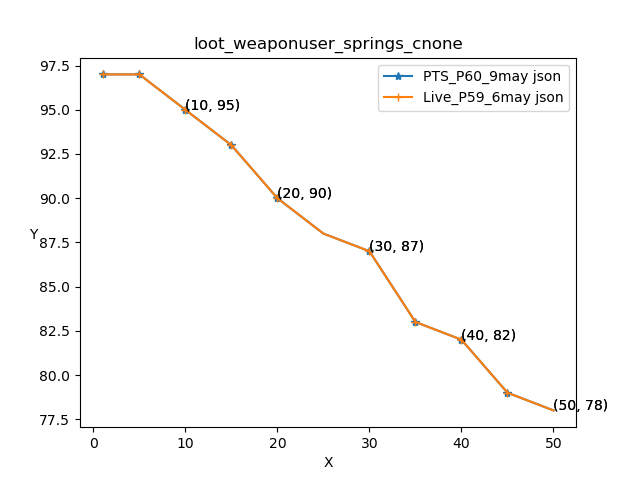 loot_weaponuser_springs_cnone
97.5
95.0
92.5
90.0
87.5
85.0
82.5
80.0
77.5
Y
PTS_P60_9may json
Live_P59_6may json
(10, 95)
(20, 90)
(30, 87)
(40, 82)
(50, 78)
0 10 20 30 40 50
X